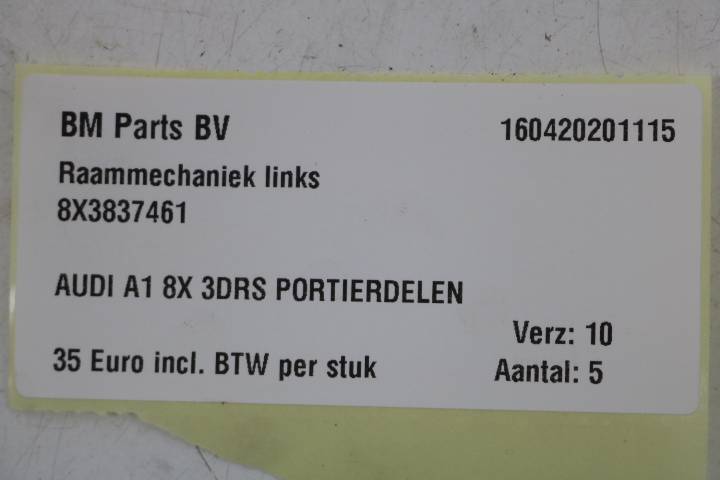 BM Parts BV 160420201115
Raammechaniek links
8X3837461
AUDI A1 8X 3DRS PORTIERDELEN
Verz: 10
35 Euro incl. BTW per stuk Aantal: 5